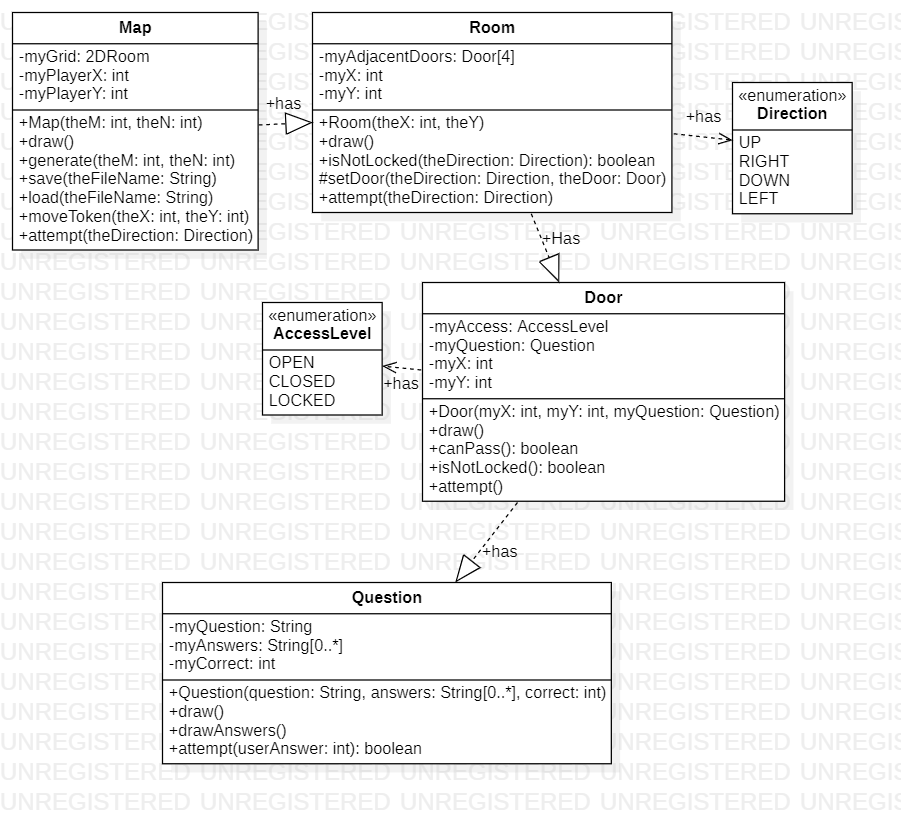 Map
-myGrid: 2DRoom
-myPlayerX: int
-myPlayerY: int
+Map(theM: int, theN: int)
+draw()
+generate(theM: int, theN: int)
+save(theFileName: String)
+load(theFileName: String)
+moveToken(theX: int, theY: int)
+attempt(theDirection: Direction)
+has
Room
-myAdjacentDoors: Door[4]
-myX: int
-myY: int
+Room(theX: int, theY)
+draw()
+isNotLocked(theDirection: Direction): boolean
#setDoor(theDirection: Direction, theDoor: Door)
+attempt(theDirection: Direction)
+has
«enumeration»
Direction
UP
RIGHT
DOWN
LEFT
+Has
Door
-myAccess: AccessLevel
-myQuestion: Question
-myX: int
-myY: int
+Door(myX: int, myY: int, myQuestion: Question)
+draw()
+canPass(): boolean
+isNotLocked(): boolean
+attempt()
«enumeration»
AccessLevel
OPEN
CLOSED
LOCKED
+has
+has
Question
-myQuestion: String
-myAnswers: String[0..*]
-myCorrect: int
+Question(question: String, answers: String[0..*], correct: int)
+draw()
+drawAnswers()
+attempt(userAnswer: int): boolean
UNREGISTERED